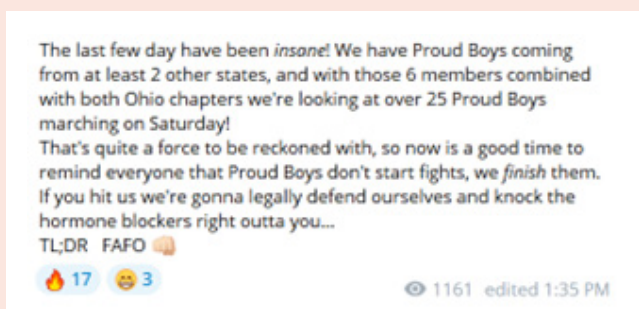 The last few day have been insane! We have Proud Boys coming
from at least 2 other states, and with those 6 members combined
with both Ohio chapters we're looking at over 25 Proud Boys
marching on Saturday!
That's quite a force to be reckoned with, so now is a good time to
remind everyone that Proud Boys don't start fights, we finish them.
If you hit us we're gonna legally defend ourselves and knock the
hormone blockers right outta you...
TL;DR FAFO 👊🏻
🔥 17 😁 3
1161 edited 1:35 PM